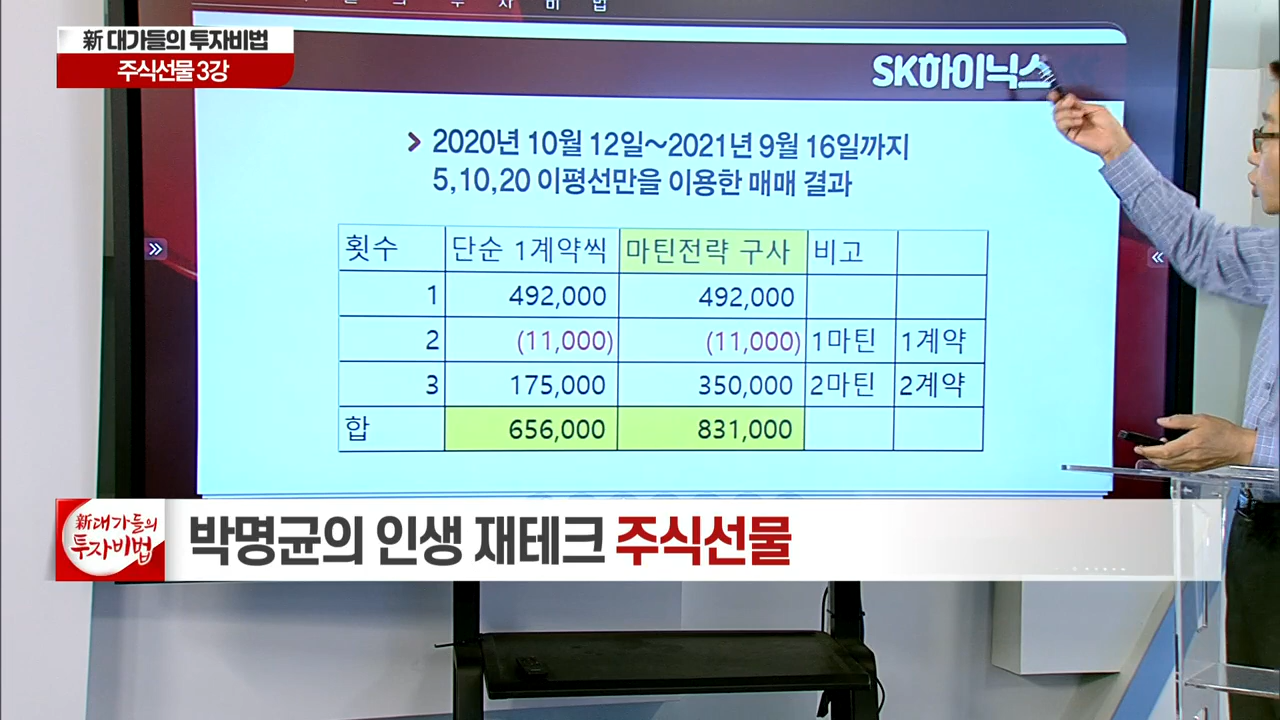 의 투 자 비 법
新 대가들의 투자비법
주식선물 3강
SK하이닉스
2020년 10월 12일~2021년 9월 16일까지
5,10,20 이평선만을 이용한 매매 결과
횟수 단순 1계약씩 마틴전략 구사 비고
1 492,000 492,000
2 (11,000) (11,000) 1마틴 1계약
3 175,000 350,000 2마틴 2계약
합 656,000 831,000
新대가들의
투자비법
박명균의 인생 재테크 주식선물